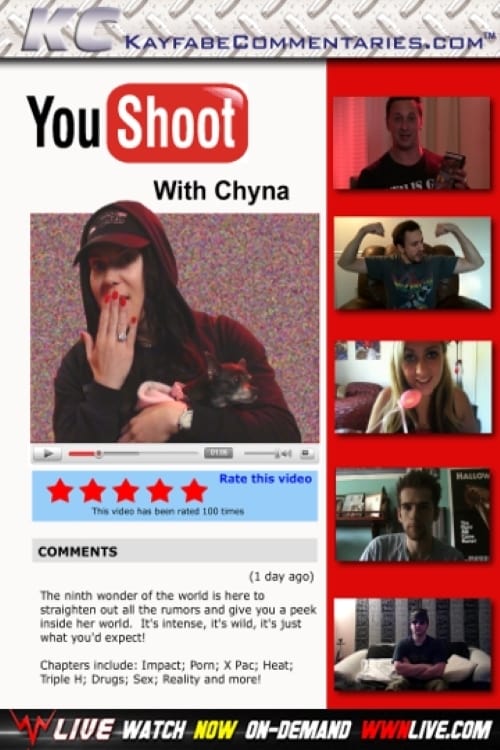 KC KAYFABECOMMENTARIES.COM™
You Shoot
With Chyna
01:06
Rate this video
This video has been rated 100 times
COMMENTS
(1 day ago)
The ninth wonder of the world is here to
straighten out all the rumors and give you a peek
inside her world. It's intense, it's wild, it's just
what you'd expect!
Chapters include: Impact; Porn; X Pac; Heat;
Triple H; Drugs; Sex; Reality and more!
HALLOW
LIVE WATCH NOW ON-DEMAND WWNLIVE.COM